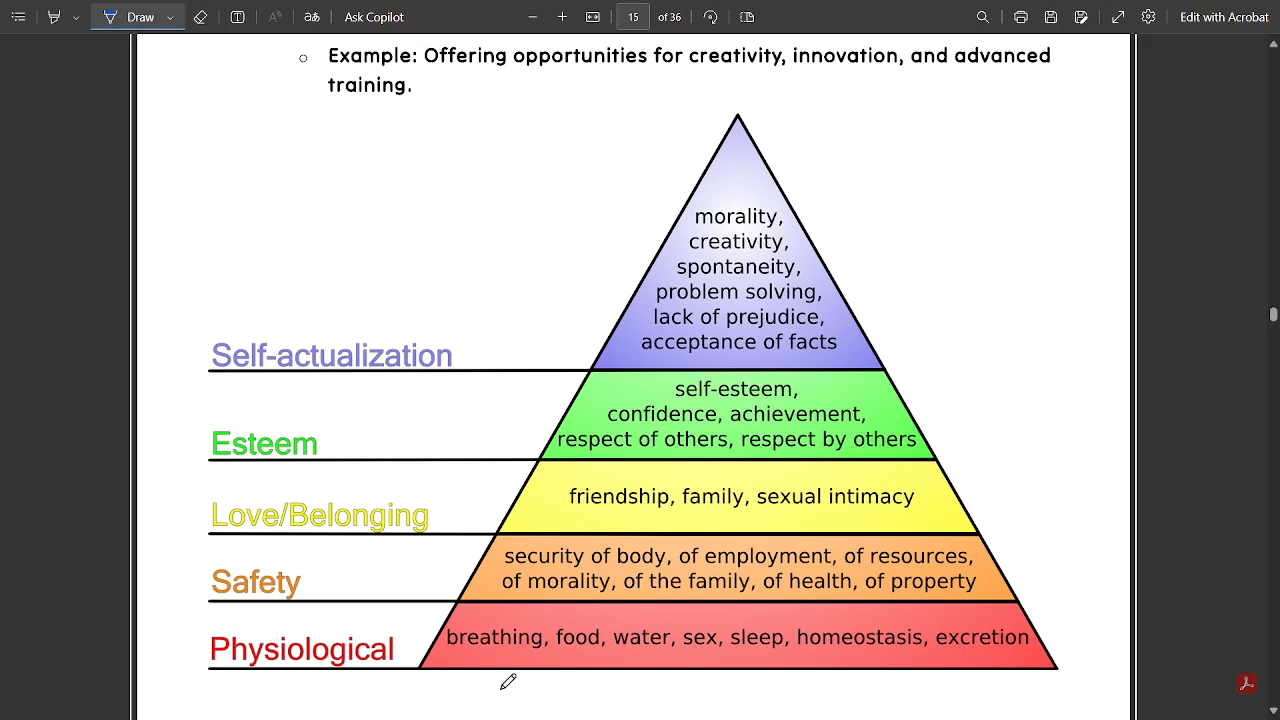 Draw
Ask Copilot
15 of 36
Edit with Acrobat
Example: Offering opportunities for creativity, innovation, and advanced
training.
morality,
creativity,
spontaneity,
problem solving,
lack of prejudice,
acceptance of facts
Self-actualization
self-esteem,
confidence, achievement,
respect of others, respect by others
Esteem
friendship, family, sexual intimacy
Love/Belonging
security of body, of employment, of resources,
of morality, of the family, of health, of property
Safety
breathing, food, water, sex, sleep, homeostasis, excretion
Physiological